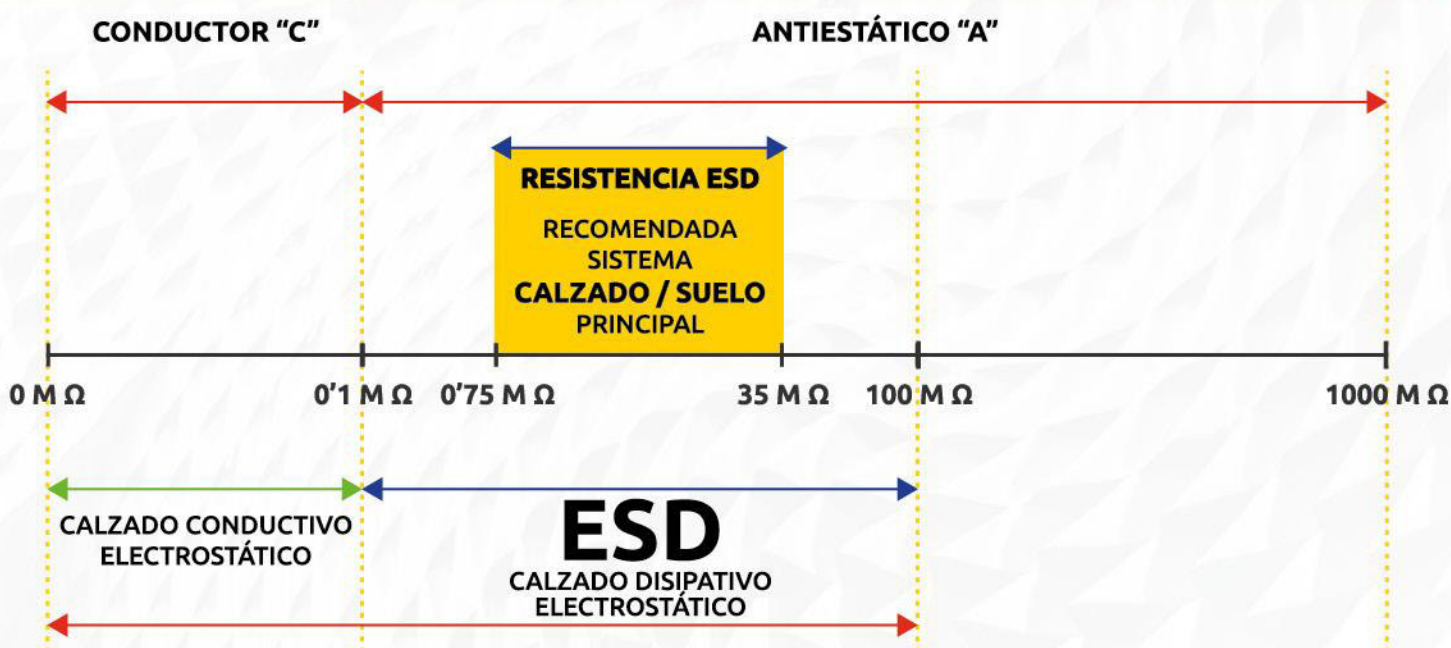 CONDUCTOR “C”
ANTIESTÁTICO “A”
RESISTENCIA ESD
RECOMENDADA
SISTEMA
CALZADO / SUELO
PRINCIPAL
0 M Ω
0’1 M Ω
0’75 M Ω
35 M Ω
100 M Ω
1000 M Ω
CALZADO CONDUCTIVO
ELECTROSTÁTICO
ESD
CALZADO DISIPATIVO
ELECTROSTÁTICO